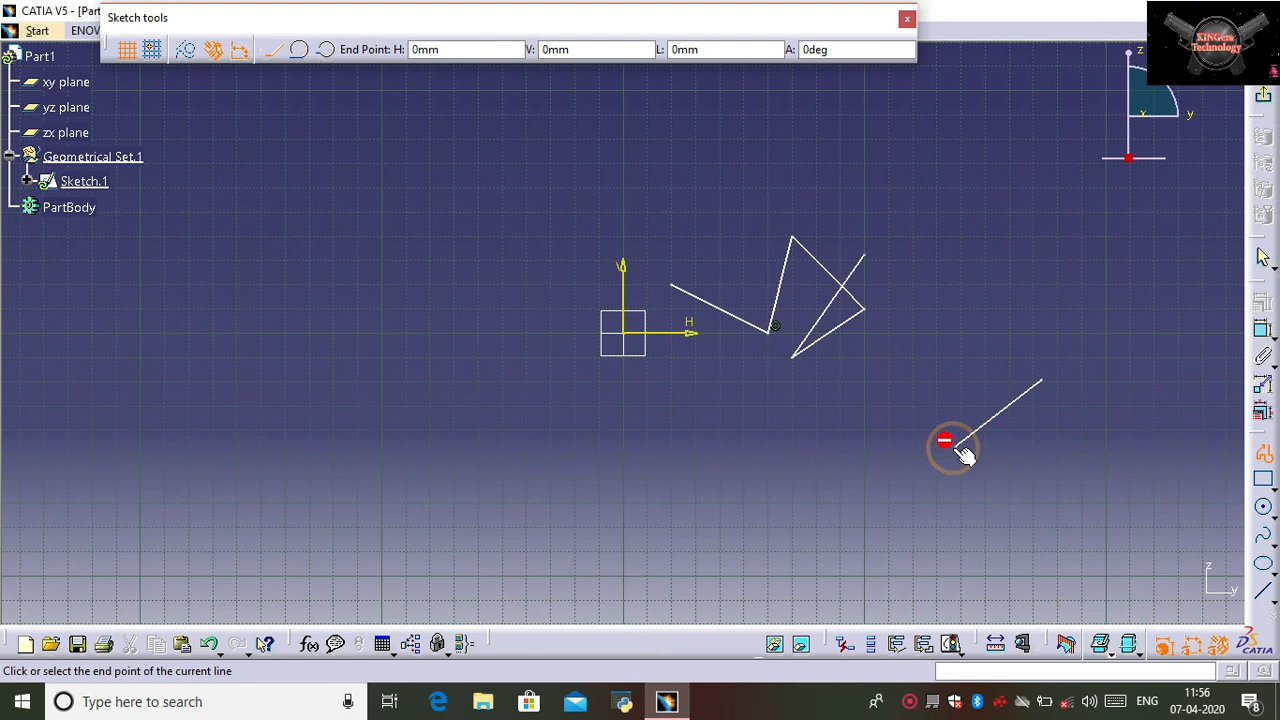 CATIA V5 - [Part
Sketch tools
x
Start
ENOV
End Point: H:
0mm
V:
0mm
L:
0mm
A:
0deg
KINGera
Technology
Part1
xy plane
yz plane
zx plane
Geometrical Set.1
Sketch.1
PartBody
z
x
y
V
H
z
y
f(x)
CATIA
Click or select the end point of the current line
Type here to search
ENG
11:56
07-04-2020
8